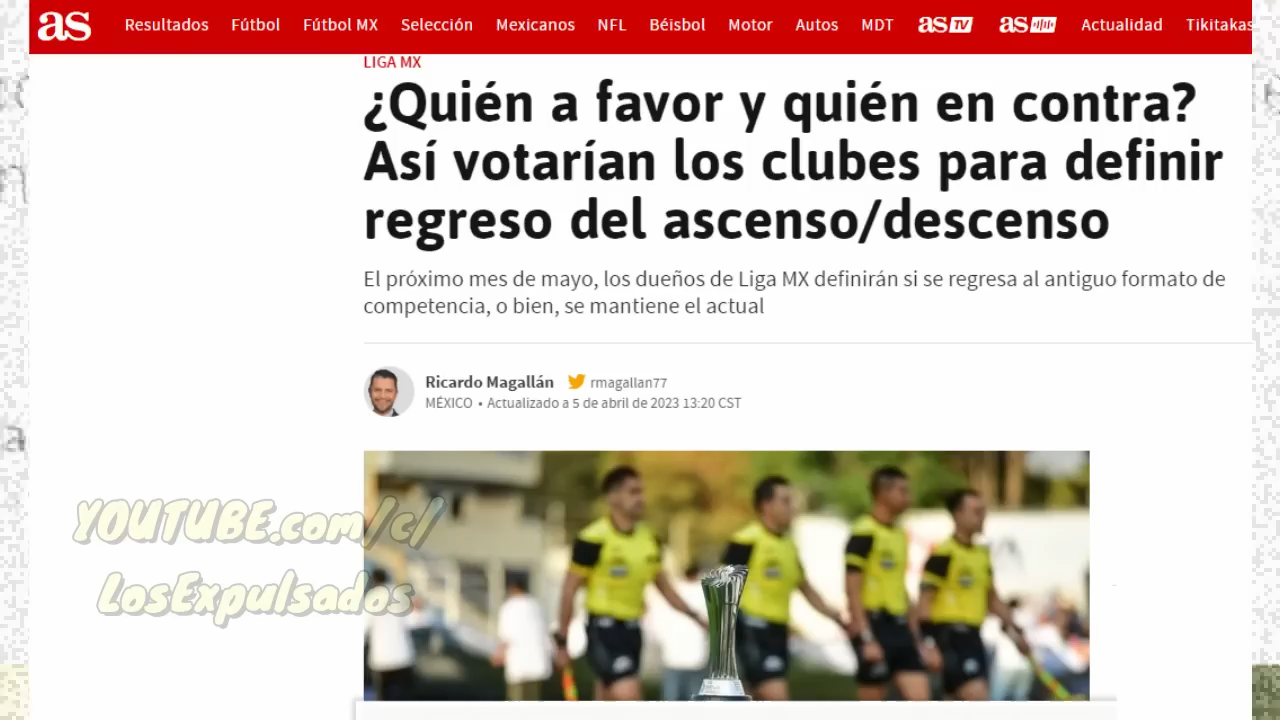 as Resultados Fútbol Fútbol MX Selección Mexicanos NFL Béisbol Motor Autos MDT as TV as Actualidad Tikitakas
LIGA MX
¿Quién a favor y quién en contra?
Así votarían los clubes para definir
regreso del ascenso/descenso
El próximo mes de mayo, los dueños de Liga MX definirán si se regresa al antiguo formato de
competencia, o bien, se mantiene el actual
Ricardo Magallán rmagallan77
MÉXICO • Actualizado a 5 de abril de 2023 13:20 CST
YOUTUBE.com/c/
LosExpulsados